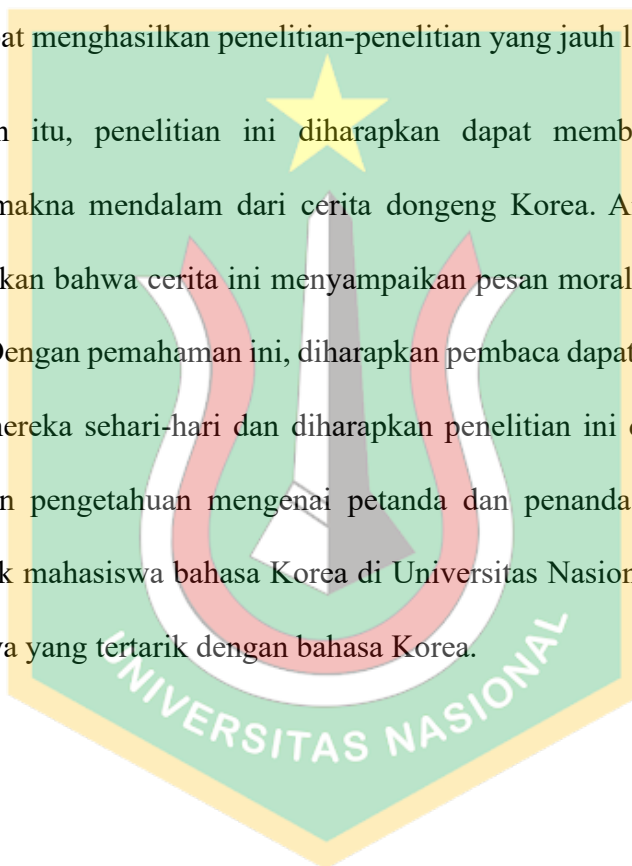 at menghasilkan penelitian-penelitian yang jauh l
itu, penelitian ini diharapkan dapat memb
makna mendalam dari cerita dongeng Korea. A
kan bahwa cerita ini menyampaikan pesan moral
Dengan pemahaman ini, diharapkan pembaca dapat
mereka sehari-hari dan diharapkan penelitian ini
n pengetahuan mengenai petanda dan penanda
k mahasiswa bahasa Korea di Universitas Nasion
ya yang tertarik dengan bahasa Korea.
UNIVERSITAS NASIONAL